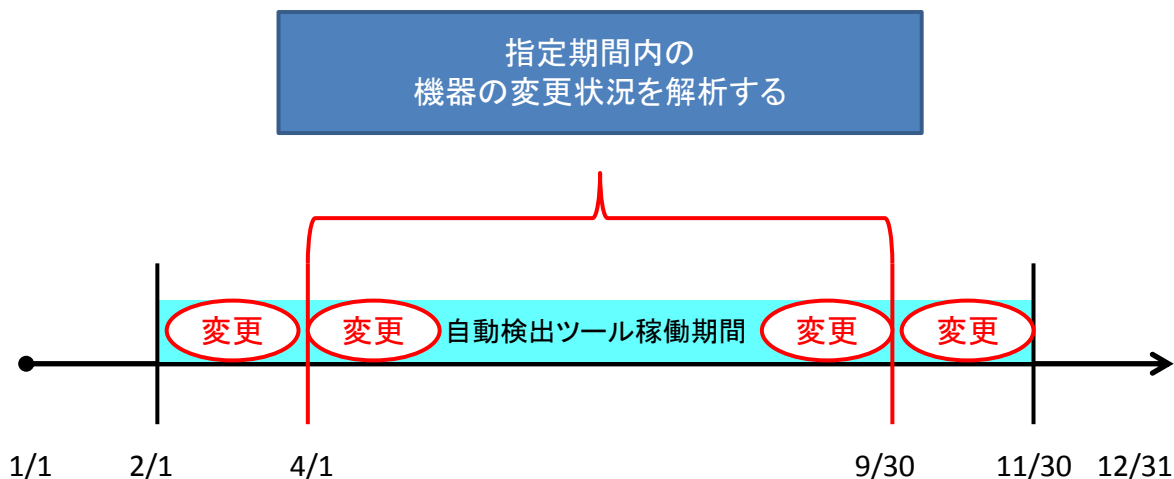 指定期間内の
機器の変更状況を解析する
変更 変更 自動検出ツール稼働期間 変更 変更
1/1 2/1 4/1 9/30 11/30 12/31